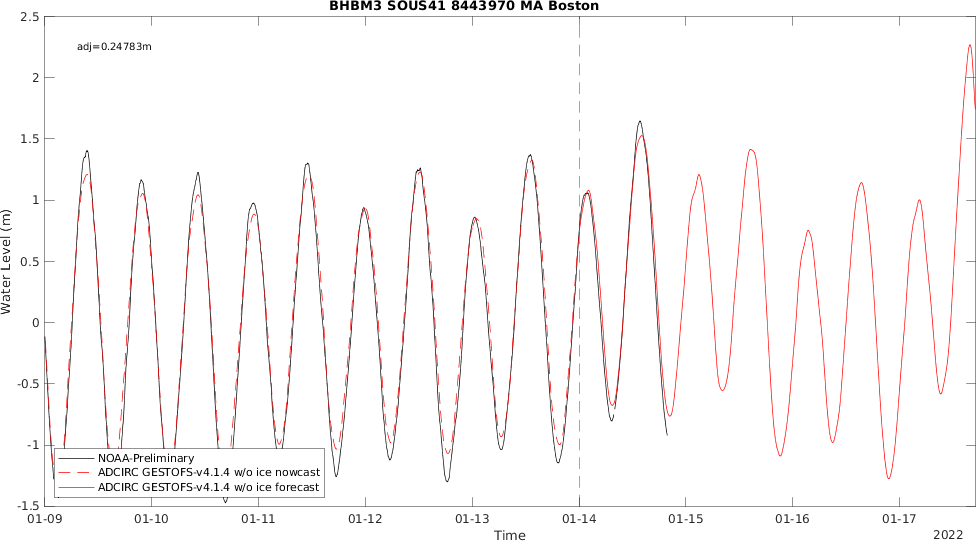 BHBM3 SOUS41 8443970 MA Boston
adj=0.24783m
Water Level (m)
2.5
2
1.5
1
0.5
0
-0.5
-1
-1.5
NOAA-Preliminary
ADCIRC GESTOFS-v4.1.4 w/o ice nowcast
ADCIRC GESTOFS-v4.1.4 w/o ice forecast
01-09 01-10 01-11 01-12 01-13 01-14 01-15 01-16 01-17
Time
2022